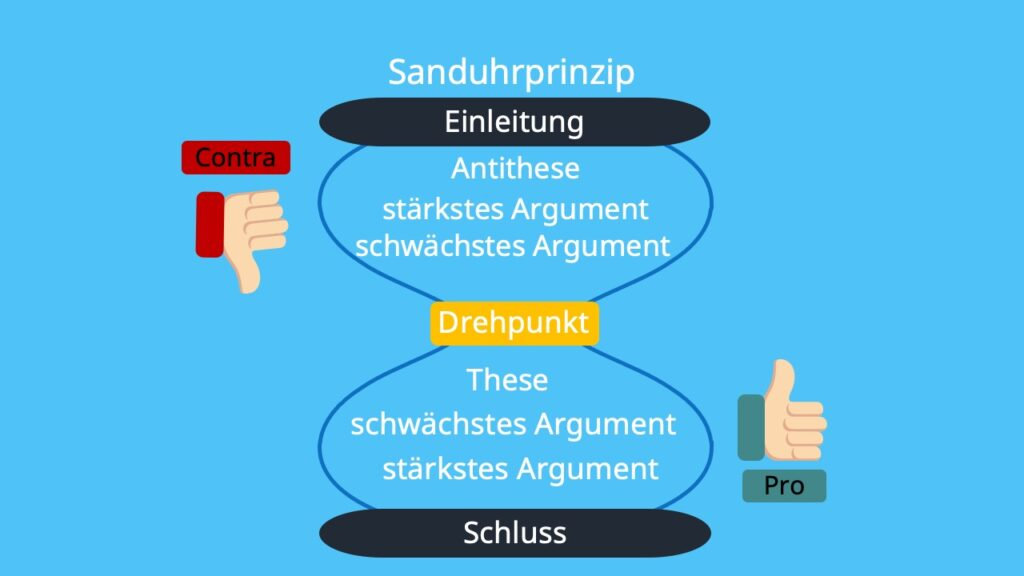 Sanduhrprinzip
Einleitung
Contra
Antithese
stärkstes Argument
schwächstes Argument
Drehpunkt
These
schwächstes Argument
stärkstes Argument
Pro
Schluss